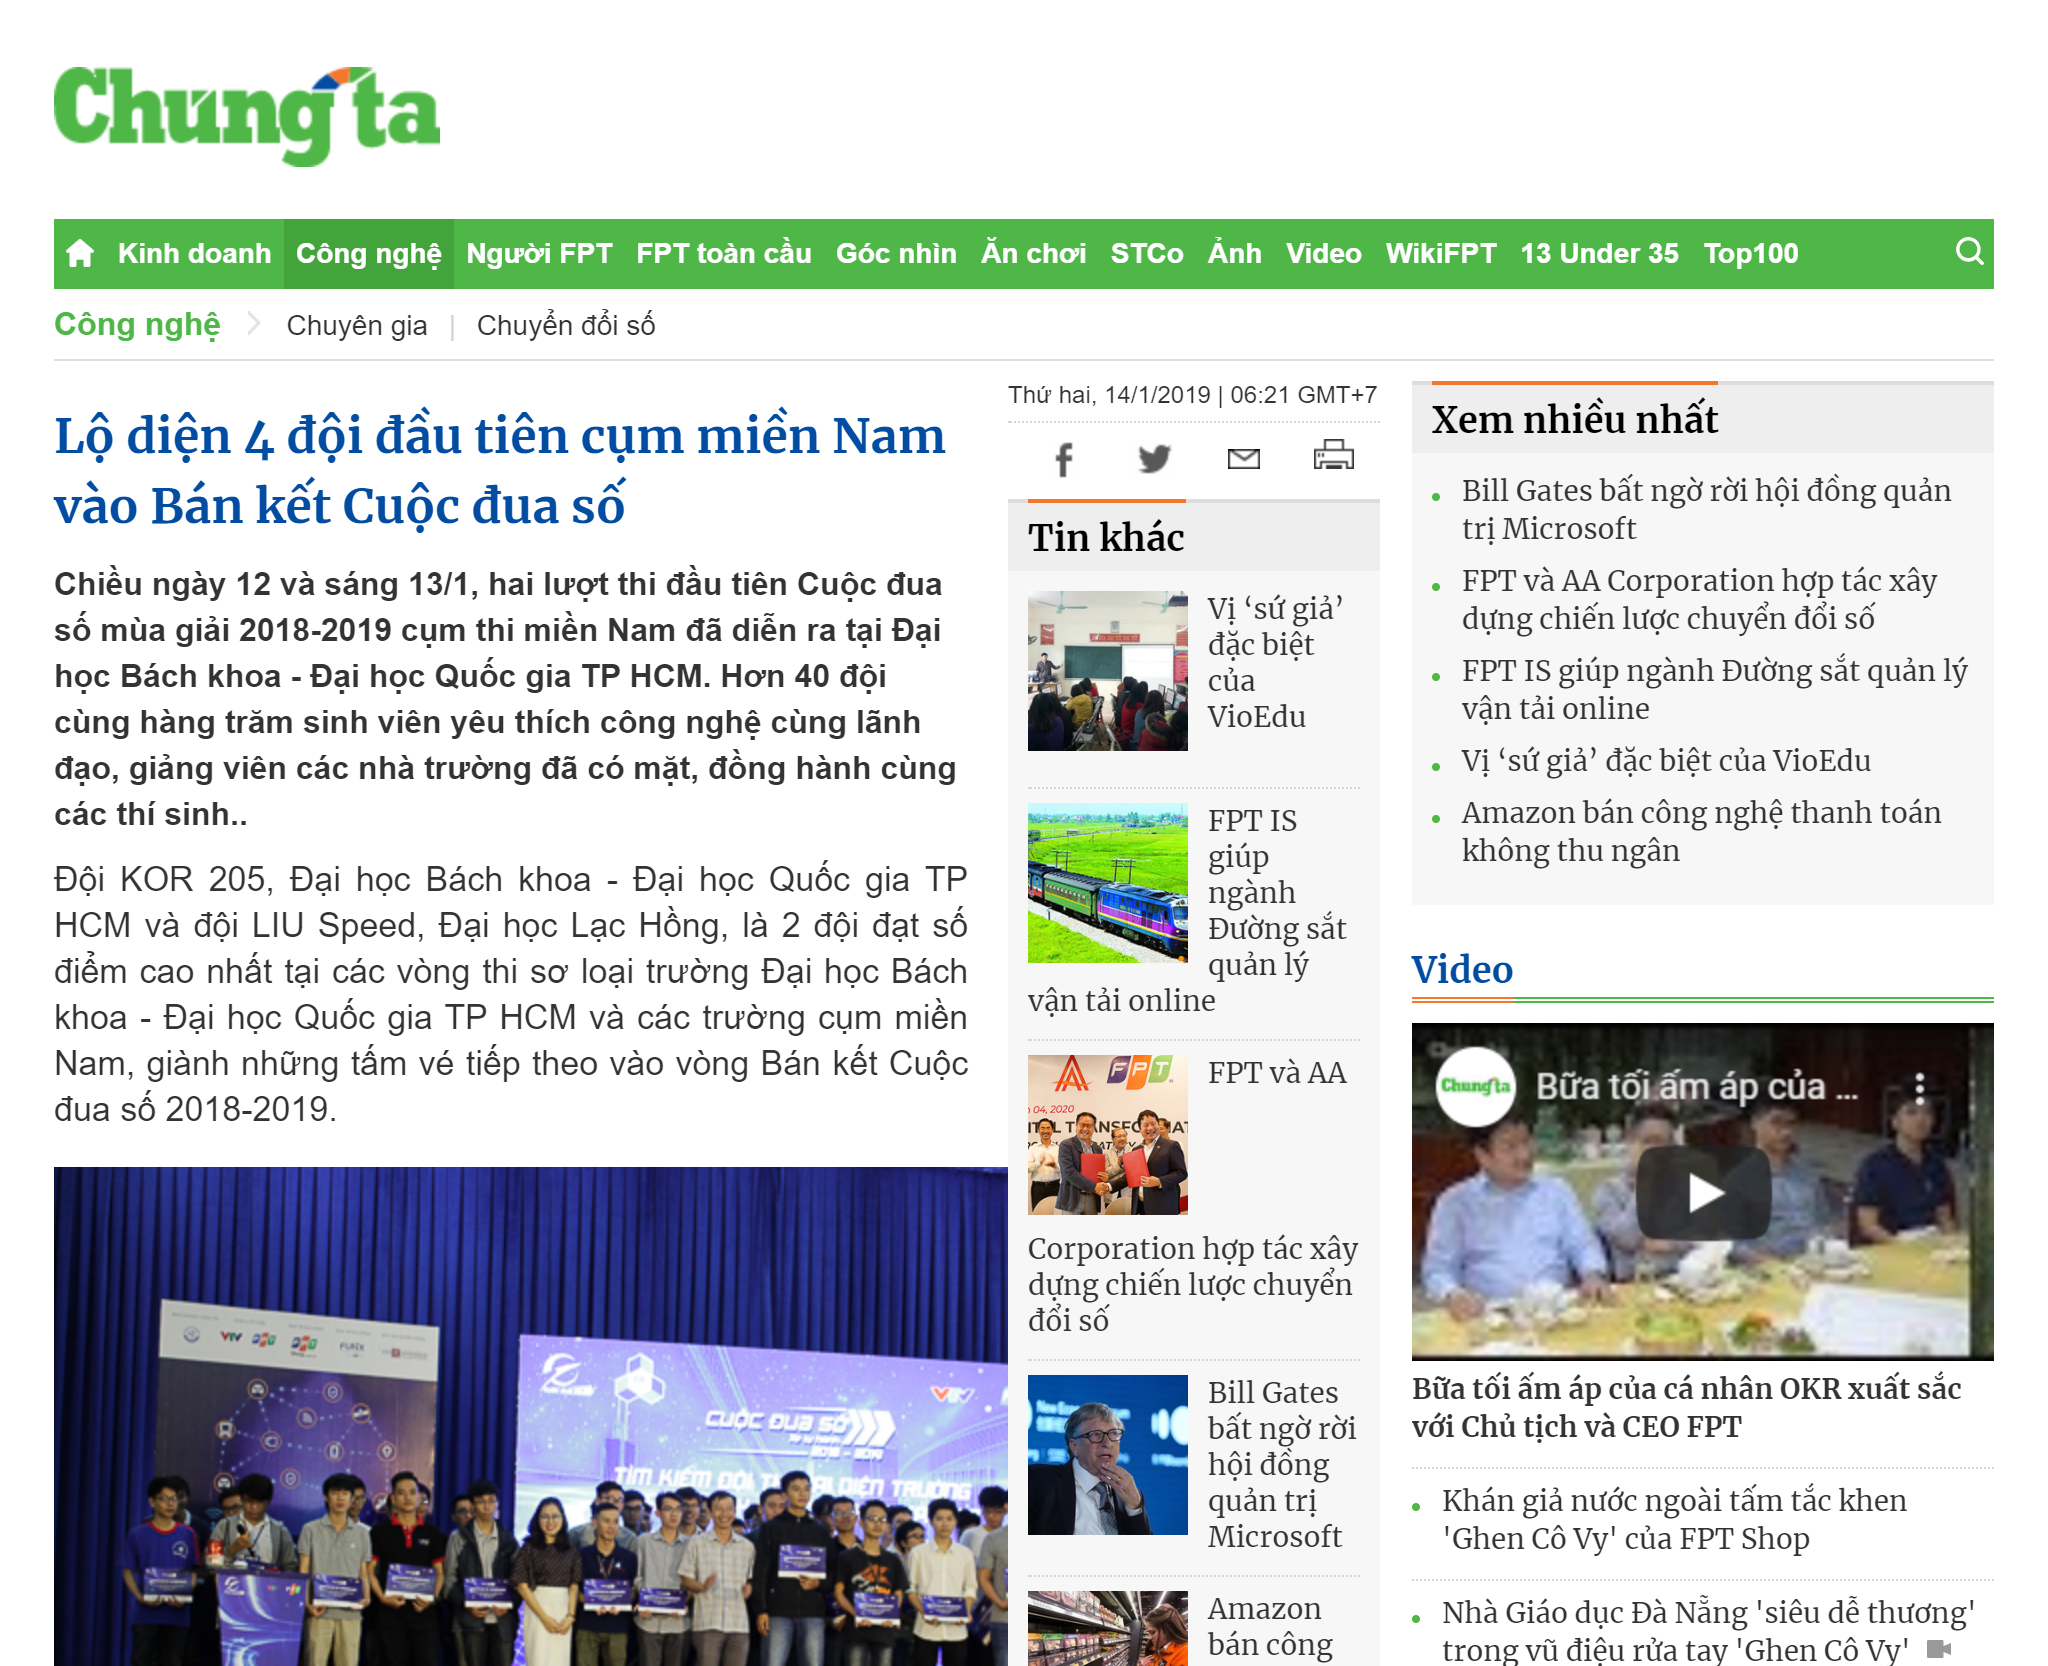 Chúng ta
Kinh doanh Công nghệ Người FPT FPT toàn cầu Góc nhìn Ăn chơi STCo Ảnh Video WikiFPT 13 Under 35 Top100
Công nghệ Chuyên gia | Chuyển đổi số
Lộ diện 4 đội đầu tiên cụm miền Nam
vào Bán kết Cuộc đua số
Chiều ngày 12 và sáng 13/1, hai lượt thi đầu tiên Cuộc đua
số mùa giải 2018-2019 cụm thi miền Nam đã diễn ra tại Đại
học Bách khoa - Đại học Quốc gia TP HCM. Hơn 40 đội
cùng hàng trăm sinh viên yêu thích công nghệ cùng lãnh
đạo, giảng viên các nhà trường đã có mặt, đồng hành cùng
các thí sinh..
Đội KOR 205, Đại học Bách khoa - Đại học Quốc gia TP
HCM và đội LIU Speed, Đại học Lạc Hồng, là 2 đội đạt số
điểm cao nhất tại các vòng thi sơ loại trường Đại học Bách
khoa - Đại học Quốc gia TP HCM và các trường cụm miền
Nam, giành những tấm vé tiếp theo vào vòng Bán kết Cuộc
đua số 2018-2019.
VTV FPT FPT
VTV
CUỘC ĐUA SỐ
2018 - 2019
Thứ hai, 14/1/2019 | 06:21 GMT+7
Tin khác
Vị ‘sứ giả’
đặc biệt
của
VioEdu
FPT IS
giúp
ngành
Đường sắt
quản lý
vận tải online
FPT
04, 2020
FPT và AA
Corporation hợp tác xây
dựng chiến lược chuyển
đổi số
Bill Gates
bất ngờ rời
hội đồng
quản trị
Microsoft
Amazon
bán công
Xem nhiều nhất
Bill Gates bất ngờ rời hội đồng quản
trị Microsoft
FPT và AA Corporation hợp tác xây
dựng chiến lược chuyển đổi số
FPT IS giúp ngành Đường sắt quản lý
vận tải online
Vị ‘sứ giả’ đặc biệt của VioEdu
Amazon bán công nghệ thanh toán
không thu ngân
Video
Chúng ta
Bữa tối ấm áp của ...
Bữa tối ấm áp của cá nhân OKR xuất sắc
với Chủ tịch và CEO FPT
Khán giả nước ngoài tấm tắc khen
'Ghen Cô Vy' của FPT Shop
Nhà Giáo dục Đà Nẵng 'siêu dễ thương'
trong vũ điệu rửa tay 'Ghen Cô Vy'